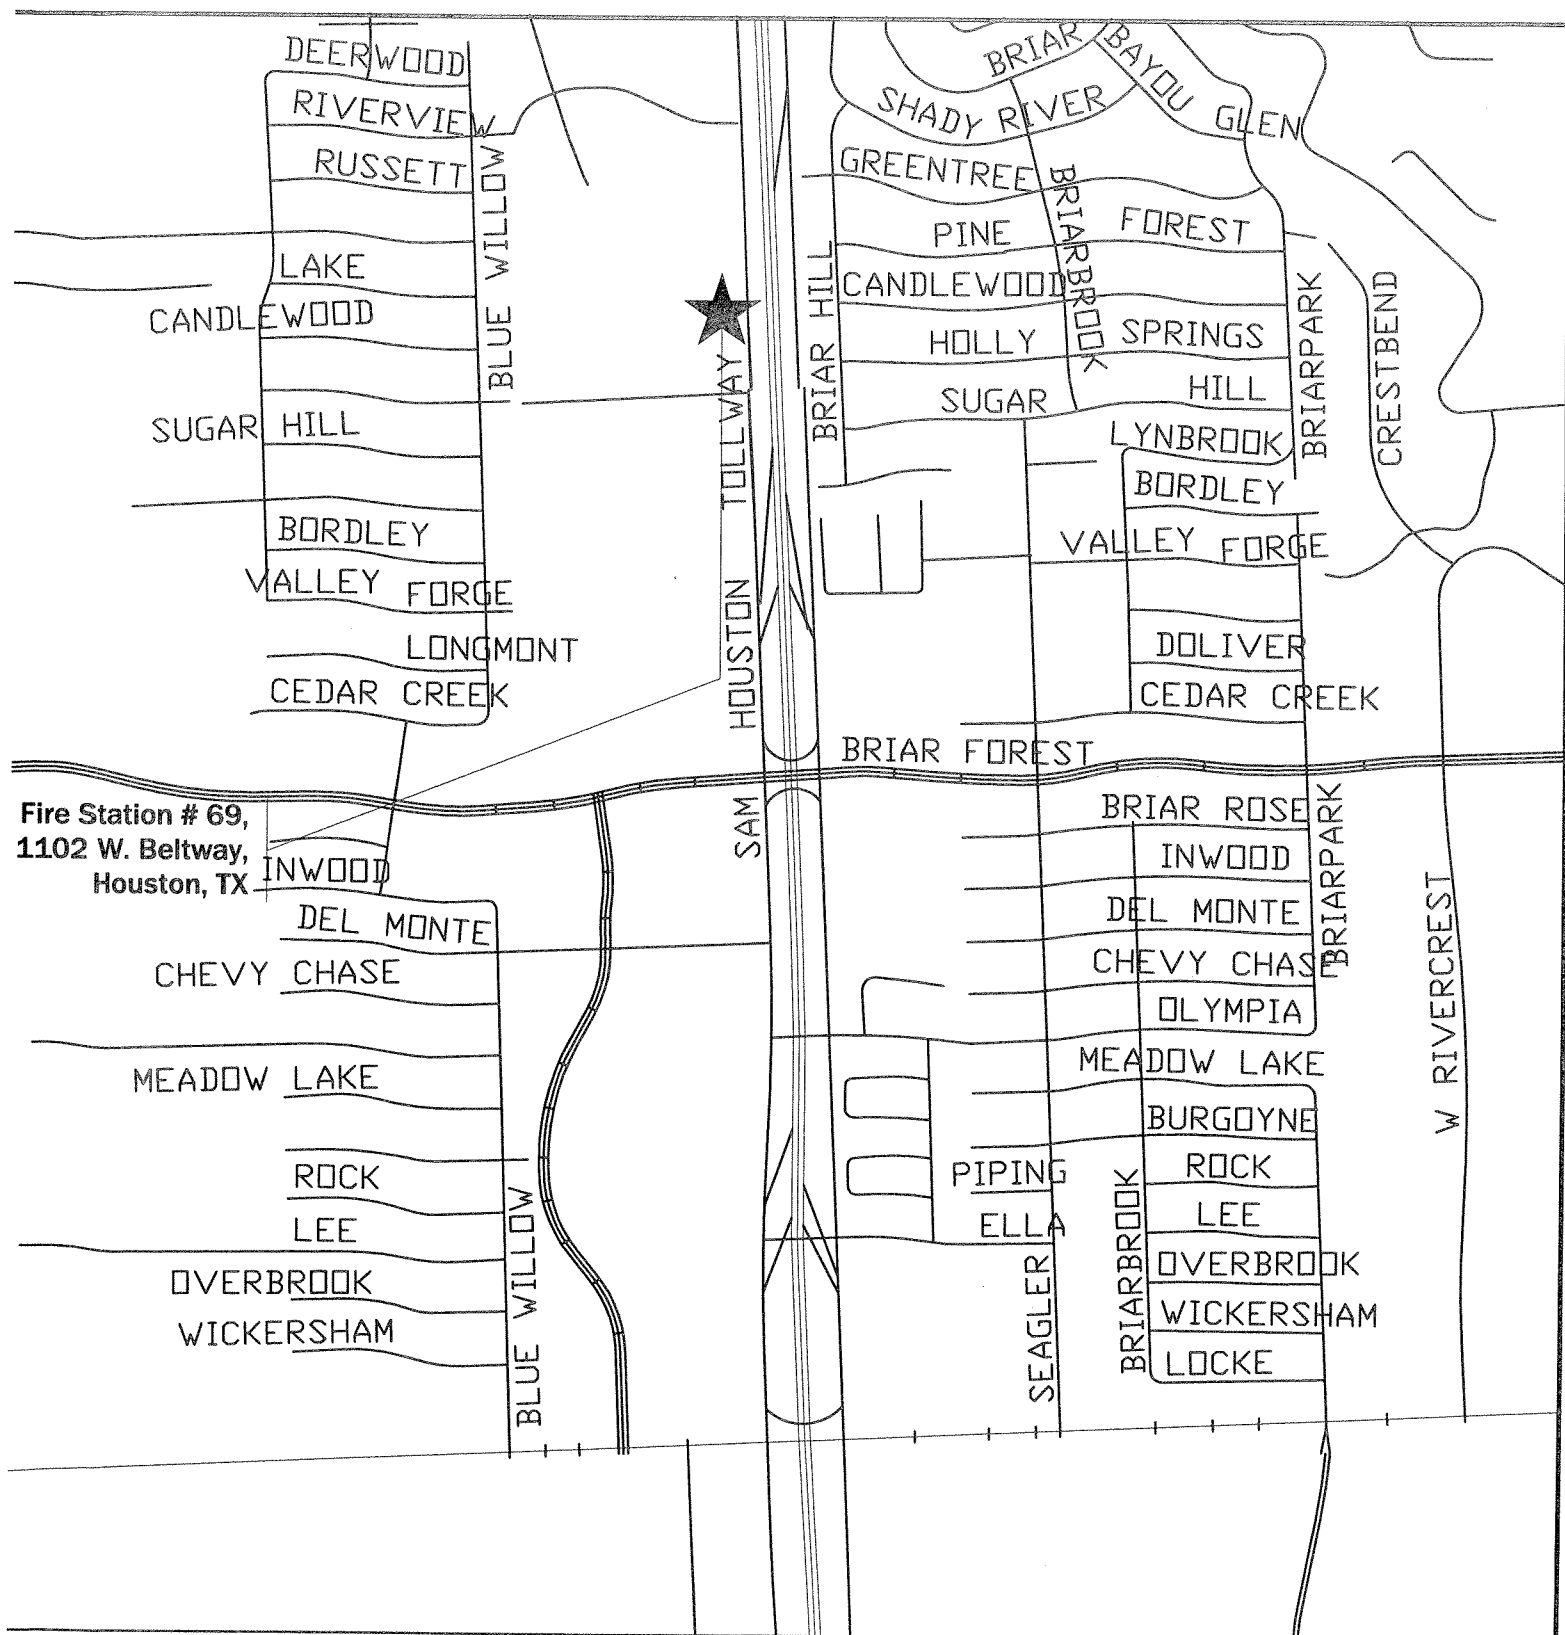 DEERWOOD
RIVERVIEW
RUSSETT
BLUE WILLOW
LAKE
CANDLEWOOD
SUGAR HILL
BORDLEY
VALLEY FORGE
LONGMONT
CEDAR CREEK
Fire Station # 69,
1102 W. Beltway,
Houston, TX
INWOOD
DEL MONTE
CHEVY CHASE
MEADOW LAKE
ROCK
LEE
OVERBROOK
WICKERSHAM
BLUE WILLOW
SAM HOUSTON TOLLWAY
BRIAR HILL
BRIAR
BAYOU GLEN
SHADY RIVER
GREENTREE
BRIARBROOK
PINE FOREST
CANDLEWOOD
HOLLY SPRINGS
SUGAR HILL
BRIARPARK
CRESTBEND
LYNBROOK
BORDLEY
VALLEY FORGE
DOLIVER
CEDAR CREEK
BRIAR FOREST
BRIAR ROSE
INWOOD
DEL MONTE
CHEVY CHASE
BRIARPARK
OLYMPIA
MEADOW LAKE
W RIVERCREST
BURGOYNE
PIPING
ROCK
ELLA
LEE
OVERBROOK
WICKERSHAM
LOCKE
SEAGLER
BRIARBROOK